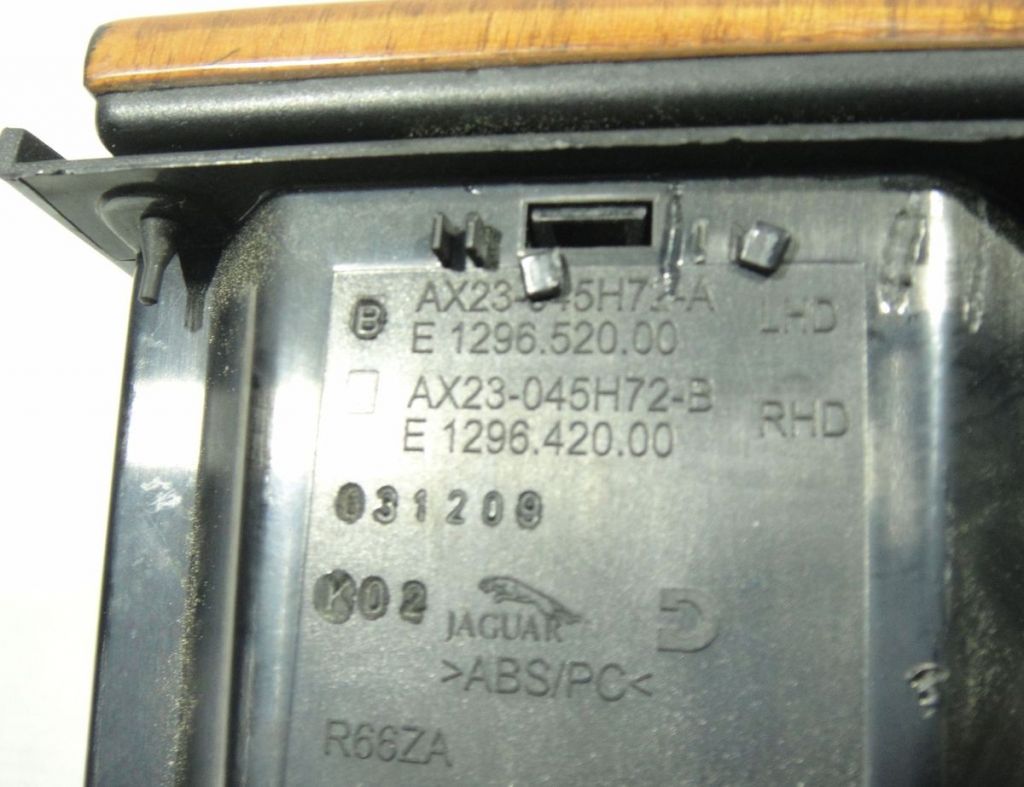 B AX23-045H72-A LHD
E 1296.520.00
AX23-045H72-B RHD
E 1296.420.00
031209
K02 JAGUAR
>ABS/PC<
R66ZA